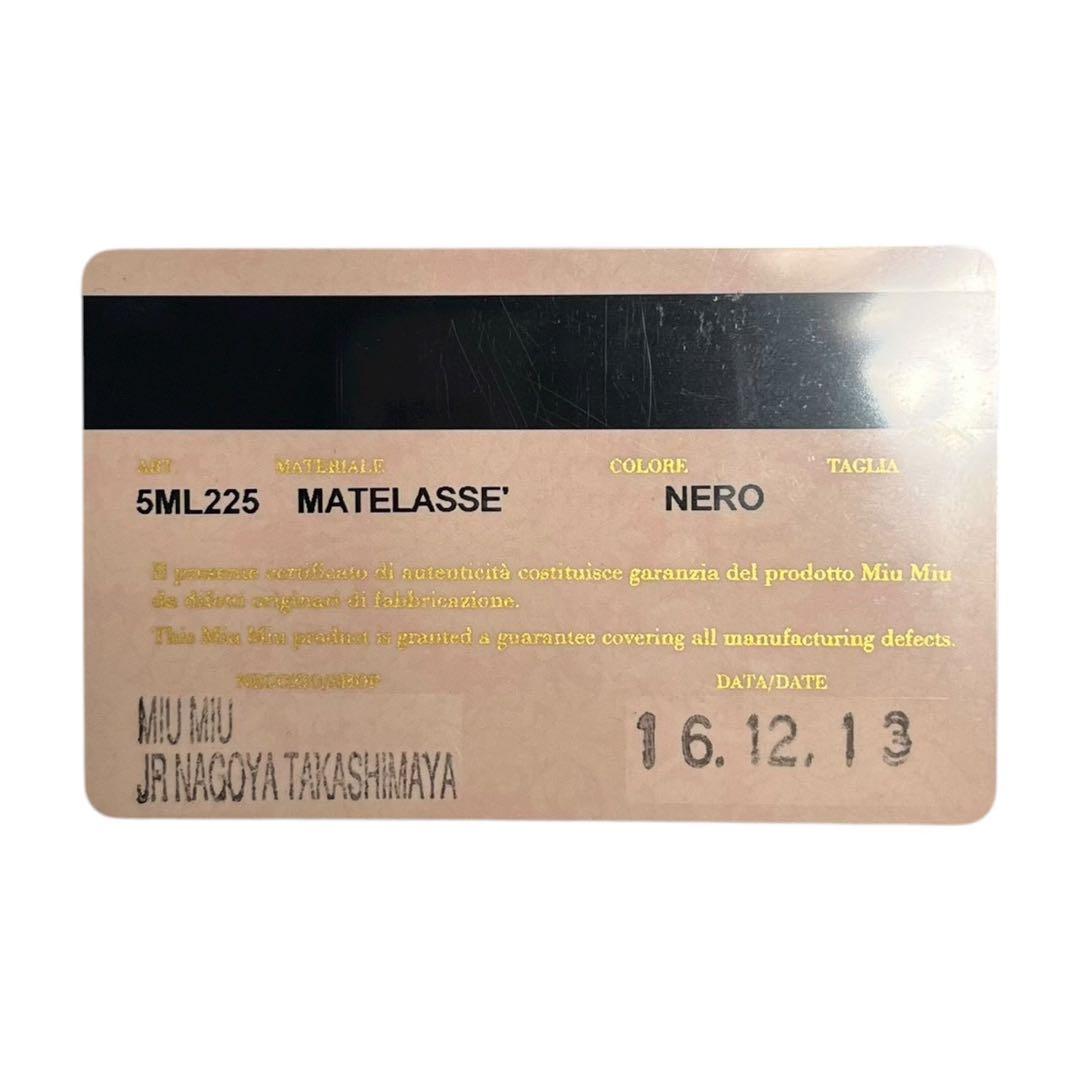 ART MATERIALE COLORE TAGLIA
5ML225 MATELASSE' NERO
Il presente certificato di autenticità costituisce garanzia del prodotto Miu Miu
da difetti originari di fabbricazione.
This Miu Miu product is granted a guarantee covering all manufacturing defects.
NEGOZIO/SHOP DATA/DATE
MIU MIU
JR NAGOYA TAKASHIMAYA
16.12.13